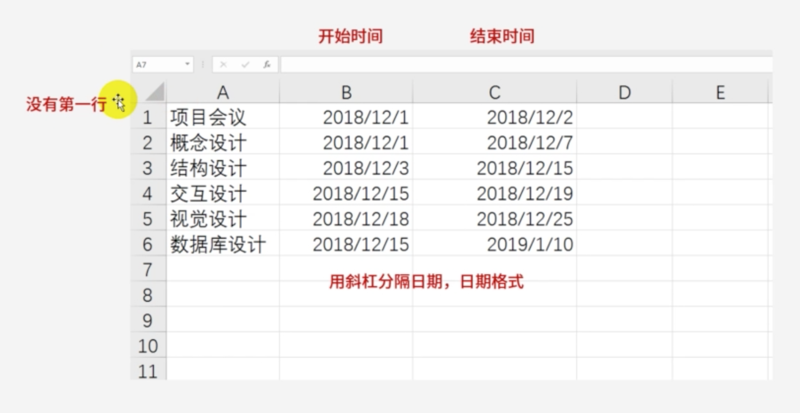 开始时间 结束时间
A7
fx
没有第一行
A B C D E
1 项目会议 2018/12/1 2018/12/2
2 概念设计 2018/12/1 2018/12/7
3 结构设计 2018/12/3 2018/12/15
4 交互设计 2018/12/15 2018/12/19
5 视觉设计 2018/12/18 2018/12/25
6 数据库设计 2018/12/15 2019/1/10
7
用斜杠分隔日期，日期格式
8
9
10
11